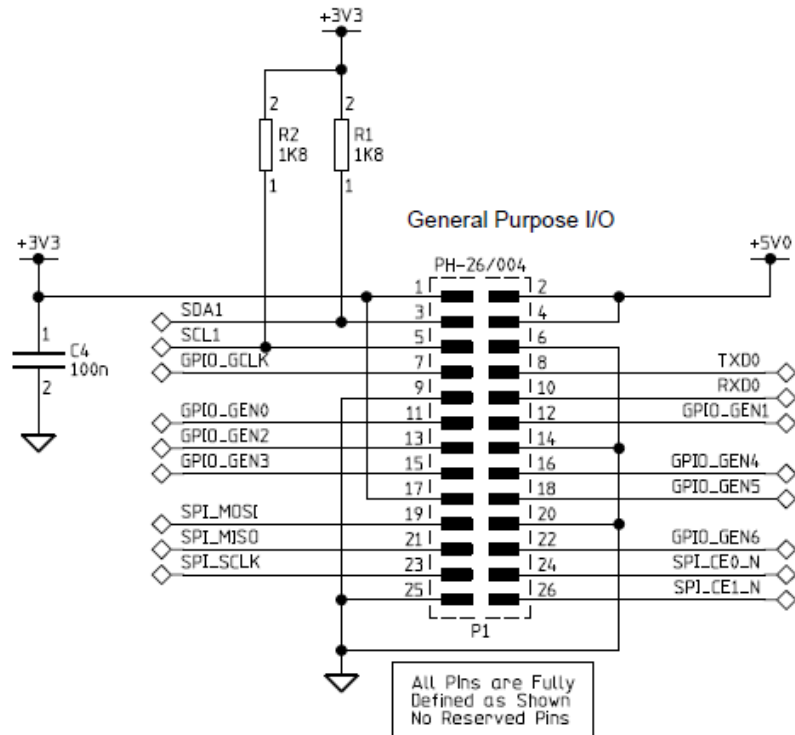 +3V3
2
2
R2
1K8
R1
1K8
1
1
General Purpose I/O
+3V3
+5V0
PH-26/004
1
2
SDA1
3
4
SCL1
5
6
1
C4
100n
2
GPIO_GCLK
7
8
TXD0
9
10
RXD0
GPIO_GEN0
11
12
GPIO_GEN1
GPIO_GEN2
13
14
GPIO_GEN3
15
16
GPIO_GEN4
17
18
GPIO_GEN5
SPI_MOSI
19
20
SPI_MISO
21
22
GPIO_GEN6
SPI_SCLK
23
24
SPI_CE0_N
25
26
SPI_CE1_N
P1
All Pins are Fully
Defined as Shown
No Reserved Pins